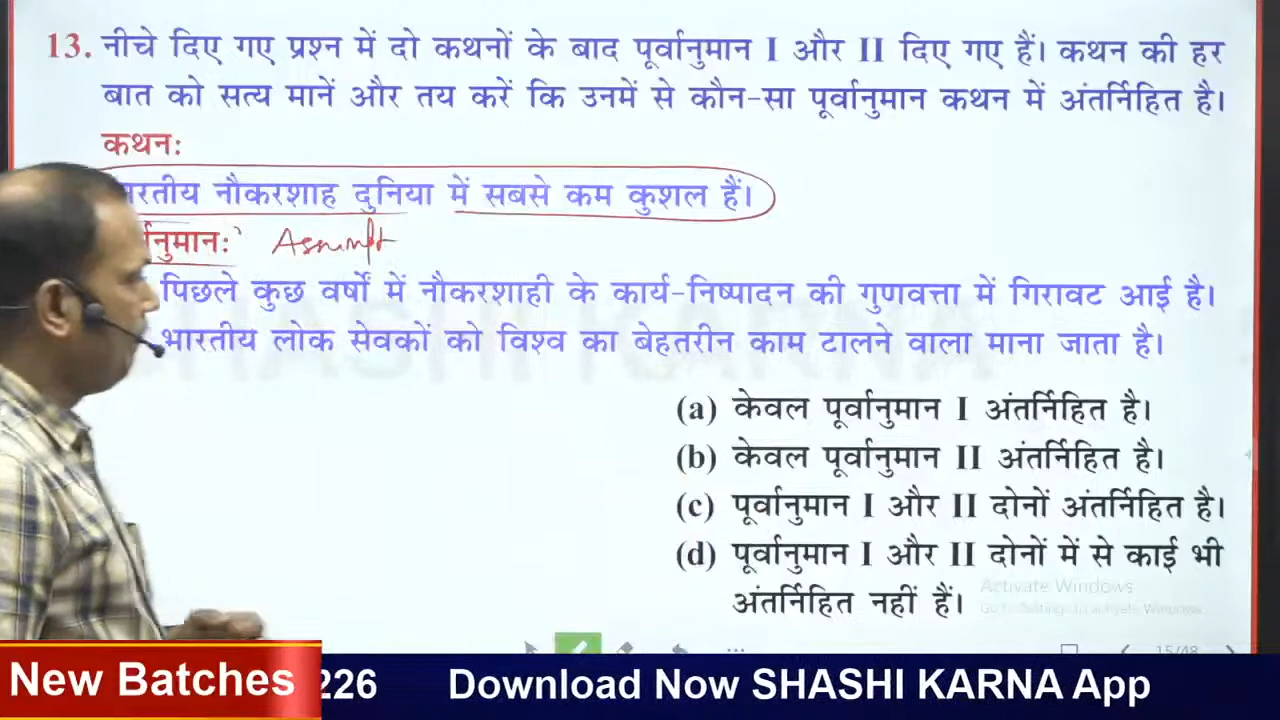 13. नीचे दिए गए प्रश्न में दो कथनों के बाद पूर्वानुमान I और II दिए गए हैं। कथन की हर
बात को सत्य मानें और तय करें कि उनमें से कौन-सा पूर्वानुमान कथन में अंतर्निहित है।
कथन:
नौकरशाह दुनिया में सबसे कम कुशल हैं।
पिछले कुछ वर्षों में नौकरशाही के कार्य-निष्पादन की गुणवत्ता में गिरावट आई है।
भारतीय लोक सेवकों को विश्व का बेहतरीन काम टालने वाला माना जाता है।
(a) केवल पूर्वानुमान I अंतर्निहित है।
(b) केवल पूर्वानुमान II अंतर्निहित है।
(c) पूर्वानुमान I और II दोनों अंतर्निहित है।
(d) पूर्वानुमान I और II दोनों में से काई भी
अंतर्निहित नहीं हैं।
Activate Windows
15/48
New Batches 226 Download Now SHASHI KARNA App